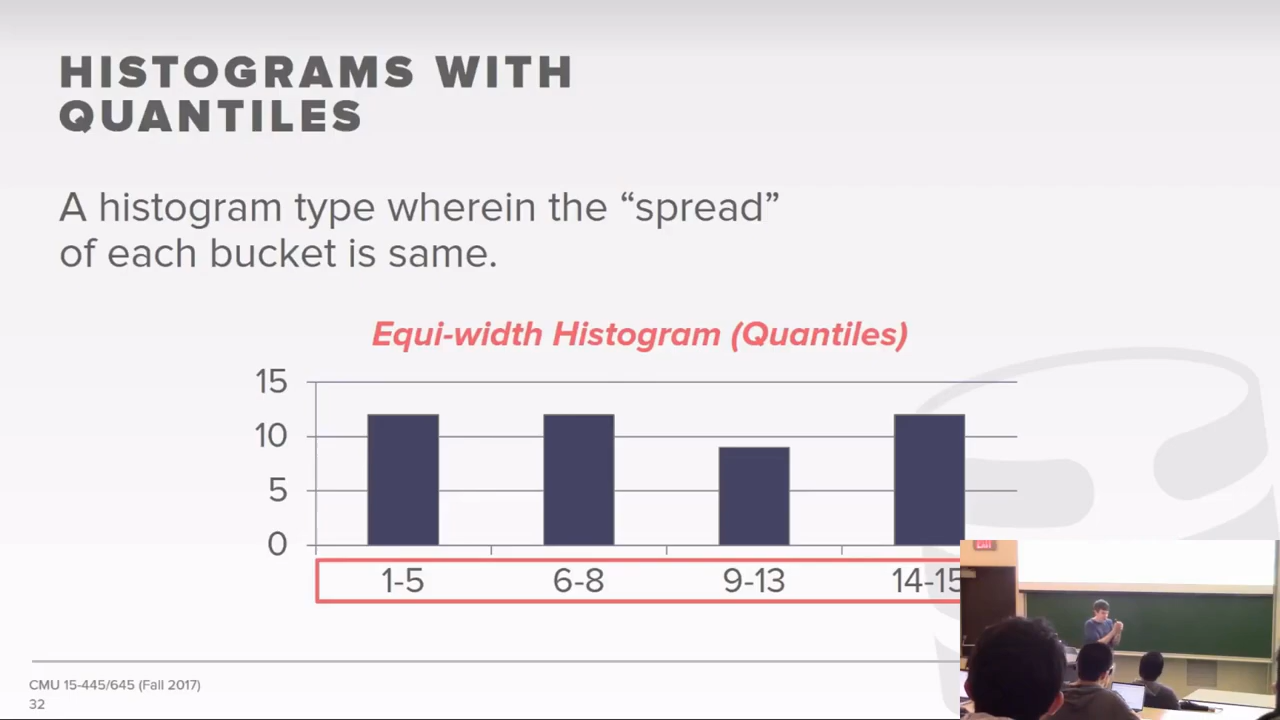 HISTOGRAMS WITH
QUANTILES
A histogram type wherein the “spread”
of each bucket is same.
Equi-width Histogram (Quantiles)
15
10
5
0
1-5 6-8 9-13 14-15
CMU 15-445/645 (Fall 2017)
32
EXIT